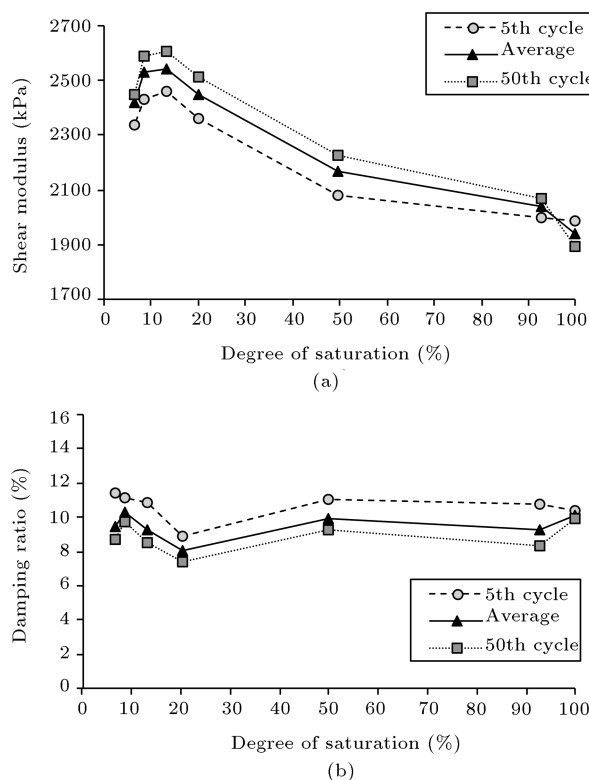 2700
2500
2300
2100
1900
1700
Shear modulus (kPa)
5th cycle
Average
50th cycle
0 10 20 30 40 50 60 70 80 90 100
Degree of saturation (%)
(a)
16
14
12
10
8
6
4
2
0
Damping ratio (%)
5th cycle
Average
50th cycle
0 10 20 30 40 50 60 70 80 90 100
Degree of saturation (%)
(b)